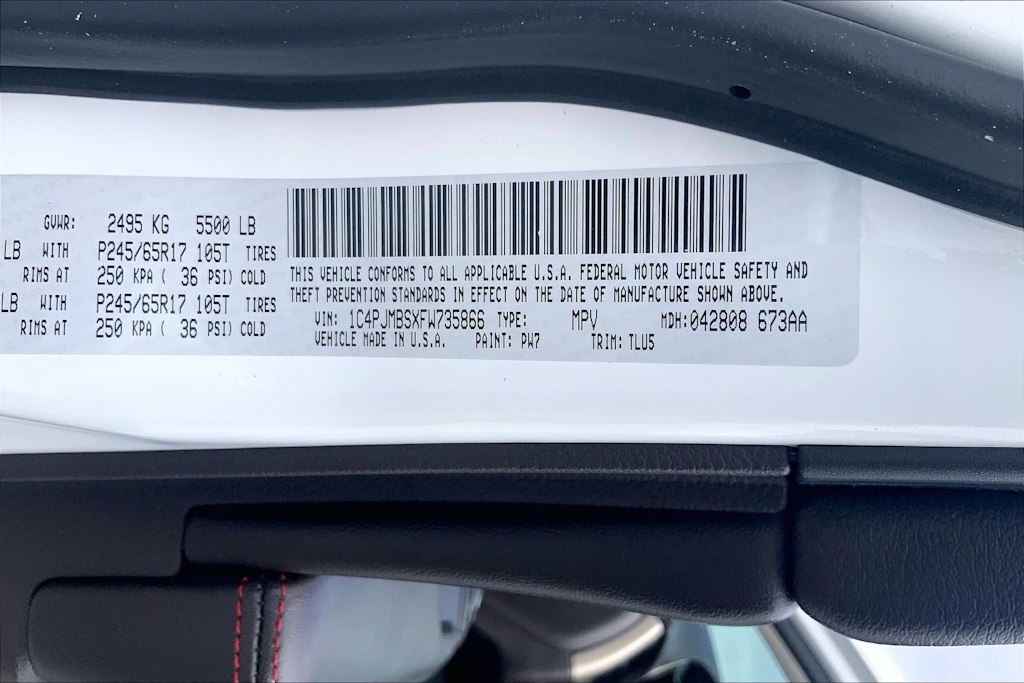 GVWR: 2495 KG 5500 LB
LB WITH P245/65R17 105T TIRES
RIMS AT 250 KPA ( 36 PSI) COLD
LB WITH P245/65R17 105T TIRES
RIMS AT 250 KPA ( 36 PSI) COLD
THIS VEHICLE CONFORMS TO ALL APPLICABLE U.S.A. FEDERAL MOTOR VEHICLE SAFETY AND
THEFT PREVENTION STANDARDS IN EFFECT ON THE DATE OF MANUFACTURE SHOWN ABOVE.
VIN: 1C4PJMBSXFW735866 TYPE: MPV MDH:042808 673AA
VEHICLE MADE IN U.S.A. PAINT: PW7 TRIM: TLU5